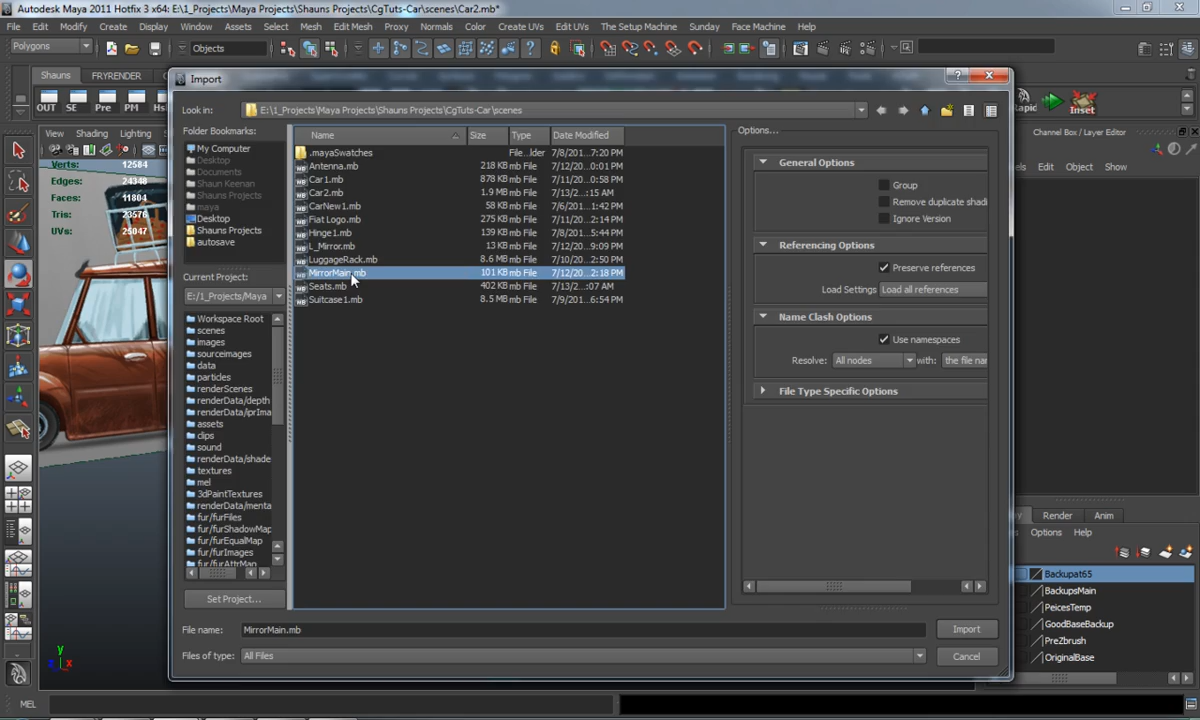 Autodesk Maya 2011 Hotfix 3 x64: E:\1_Projects\Maya Projects\Shauns Projects\CgTuts-Car\scenes\Car2.mb*
File Edit Modify Create Display Window Assets Select Mesh Edit Mesh Proxy Normals Color Create UVs Edit UVs The Setup Machine Sunday Face Machine Help
Polygons Objects
Shauns FRYRENDER
OUT SE Pre PM Rapid Inset
Import
Look in: E:\1_Projects\Maya Projects\Shauns Projects\CgTuts-Car\scenes
View Shading Lighting
Verts: 12584
Edges: 24348
Faces: 11804
Tris: 23576
UVs: 25047
Folder Bookmarks:
My Computer
Desktop
Documents
Shaun Keenan
Shauns Projects
maya
Desktop
Shauns Projects
autosave
Current Project:
E:/1_Projects/Maya
Workspace Root
scenes
images
sourceimages
data
particles
renderScenes
renderData/depth
renderData/iprIma
assets
clips
sound
renderData/shade
textures
mel
3dPaintTextures
renderData/menta
fur/furFiles
fur/furShadowMap
fur/furEqualMap
fur/furImages
fur/furAttrMap
Set Project...
Name Size Type Date Modified
.mayaSwatches File...lder 7/8/201...7:20 PM
Antenna.mb 218 KB mb File 7/12/20...0:01 PM
Car1.mb 878 KB mb File 7/11/20...0:58 PM
Car2.mb 1.9 MB mb File 7/13/2...:15 AM
CarNew1.mb 58 KB mb File 7/6/201...1:42 PM
Fiat Logo.mb 275 KB mb File 7/11/20...2:14 PM
Hinge1.mb 139 KB mb File 7/8/201...5:44 PM
L_Mirror.mb 13 KB mb File 7/12/20...9:09 PM
LuggageRack.mb 8.6 MB mb File 7/10/20...2:50 PM
MirrorMain.mb 101 KB mb File 7/12/20...2:18 PM
Seats.mb 402 KB mb File 7/13/2...:07 AM
Suitcase1.mb 8.5 MB mb File 7/9/201...6:54 PM
Options...
General Options
Group
Remove duplicate shadi
Ignore Version
Referencing Options
Preserve references
Load Settings Load all references
Name Clash Options
Use namespaces
Resolve: All nodes with: the file nam
File Type Specific Options
File name: MirrorMain.mb Import
Files of type: All Files Cancel
Channel Box / Layer Editor
Edit Object Show
Render Anim
Options Help
Backupat65
BackupsMain
PeicesTemp
GoodBaseBackup
PreZbrush
OriginalBase
y
z x
MEL